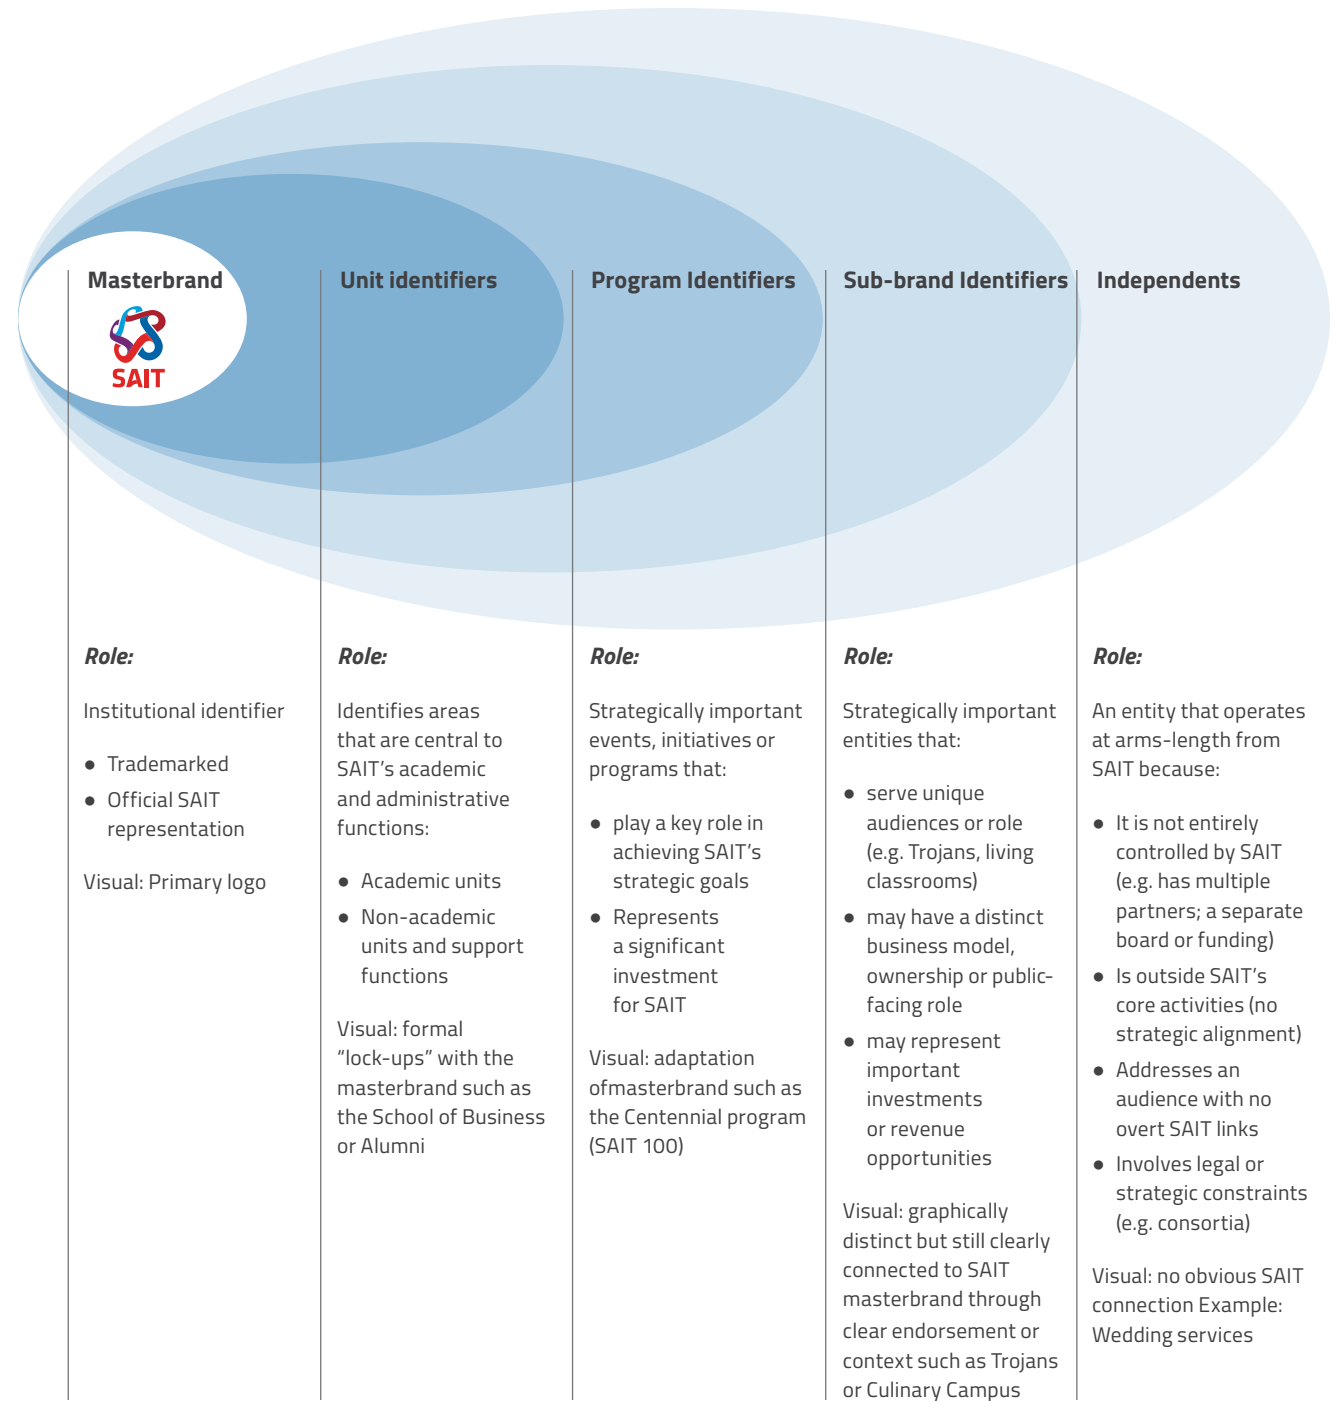 Masterbrand
SAIT
Unit identifiers
Program Identifiers
Sub-brand Identifiers
Independents
Role:
Institutional identifier
● Trademarked
● Official SAIT
representation
Visual: Primary logo
Role:
Identifies areas
that are central to
SAIT’s academic
and administrative
functions:
● Academic units
● Non-academic
units and support
functions
Visual: formal
“lock-ups” with the
masterbrand such as
the School of Business
or Alumni
Role:
Strategically important
events, initiatives or
programs that:
● play a key role in
achieving SAIT’s
strategic goals
● Represents
a significant
investment
for SAIT
Visual: adaptation
ofmasterbrand such as
the Centennial program
(SAIT 100)
Role:
Strategically important
entities that:
● serve unique
audiences or role
(e.g. Trojans, living
classrooms)
● may have a distinct
business model,
ownership or public-
facing role
● may represent
important
investments
or revenue
opportunities
Visual: graphically
distinct but still clearly
connected to SAIT
masterbrand through
clear endorsement or
context such as Trojans
or Culinary Campus
Role:
An entity that operates
at arms-length from
SAIT because:
● It is not entirely
controlled by SAIT
(e.g. has multiple
partners; a separate
board or funding)
● Is outside SAIT’s
core activities (no
strategic alignment)
● Addresses an
audience with no
overt SAIT links
● Involves legal or
strategic constraints
(e.g. consortia)
Visual: no obvious SAIT
connection Example:
Wedding services